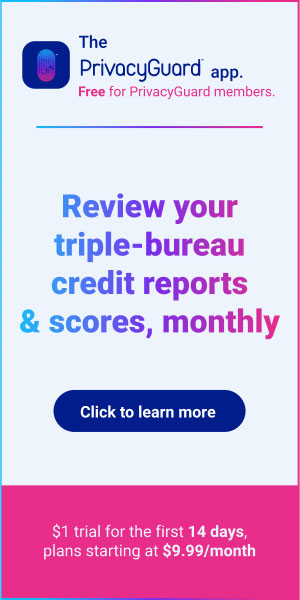 The
PrivacyGuard™ app.
Free for PrivacyGuard members.
Review your
triple-bureau
credit reports
& scores, monthly
Click to learn more
$1 trial for the first 14 days,
plans starting at $9.99/month